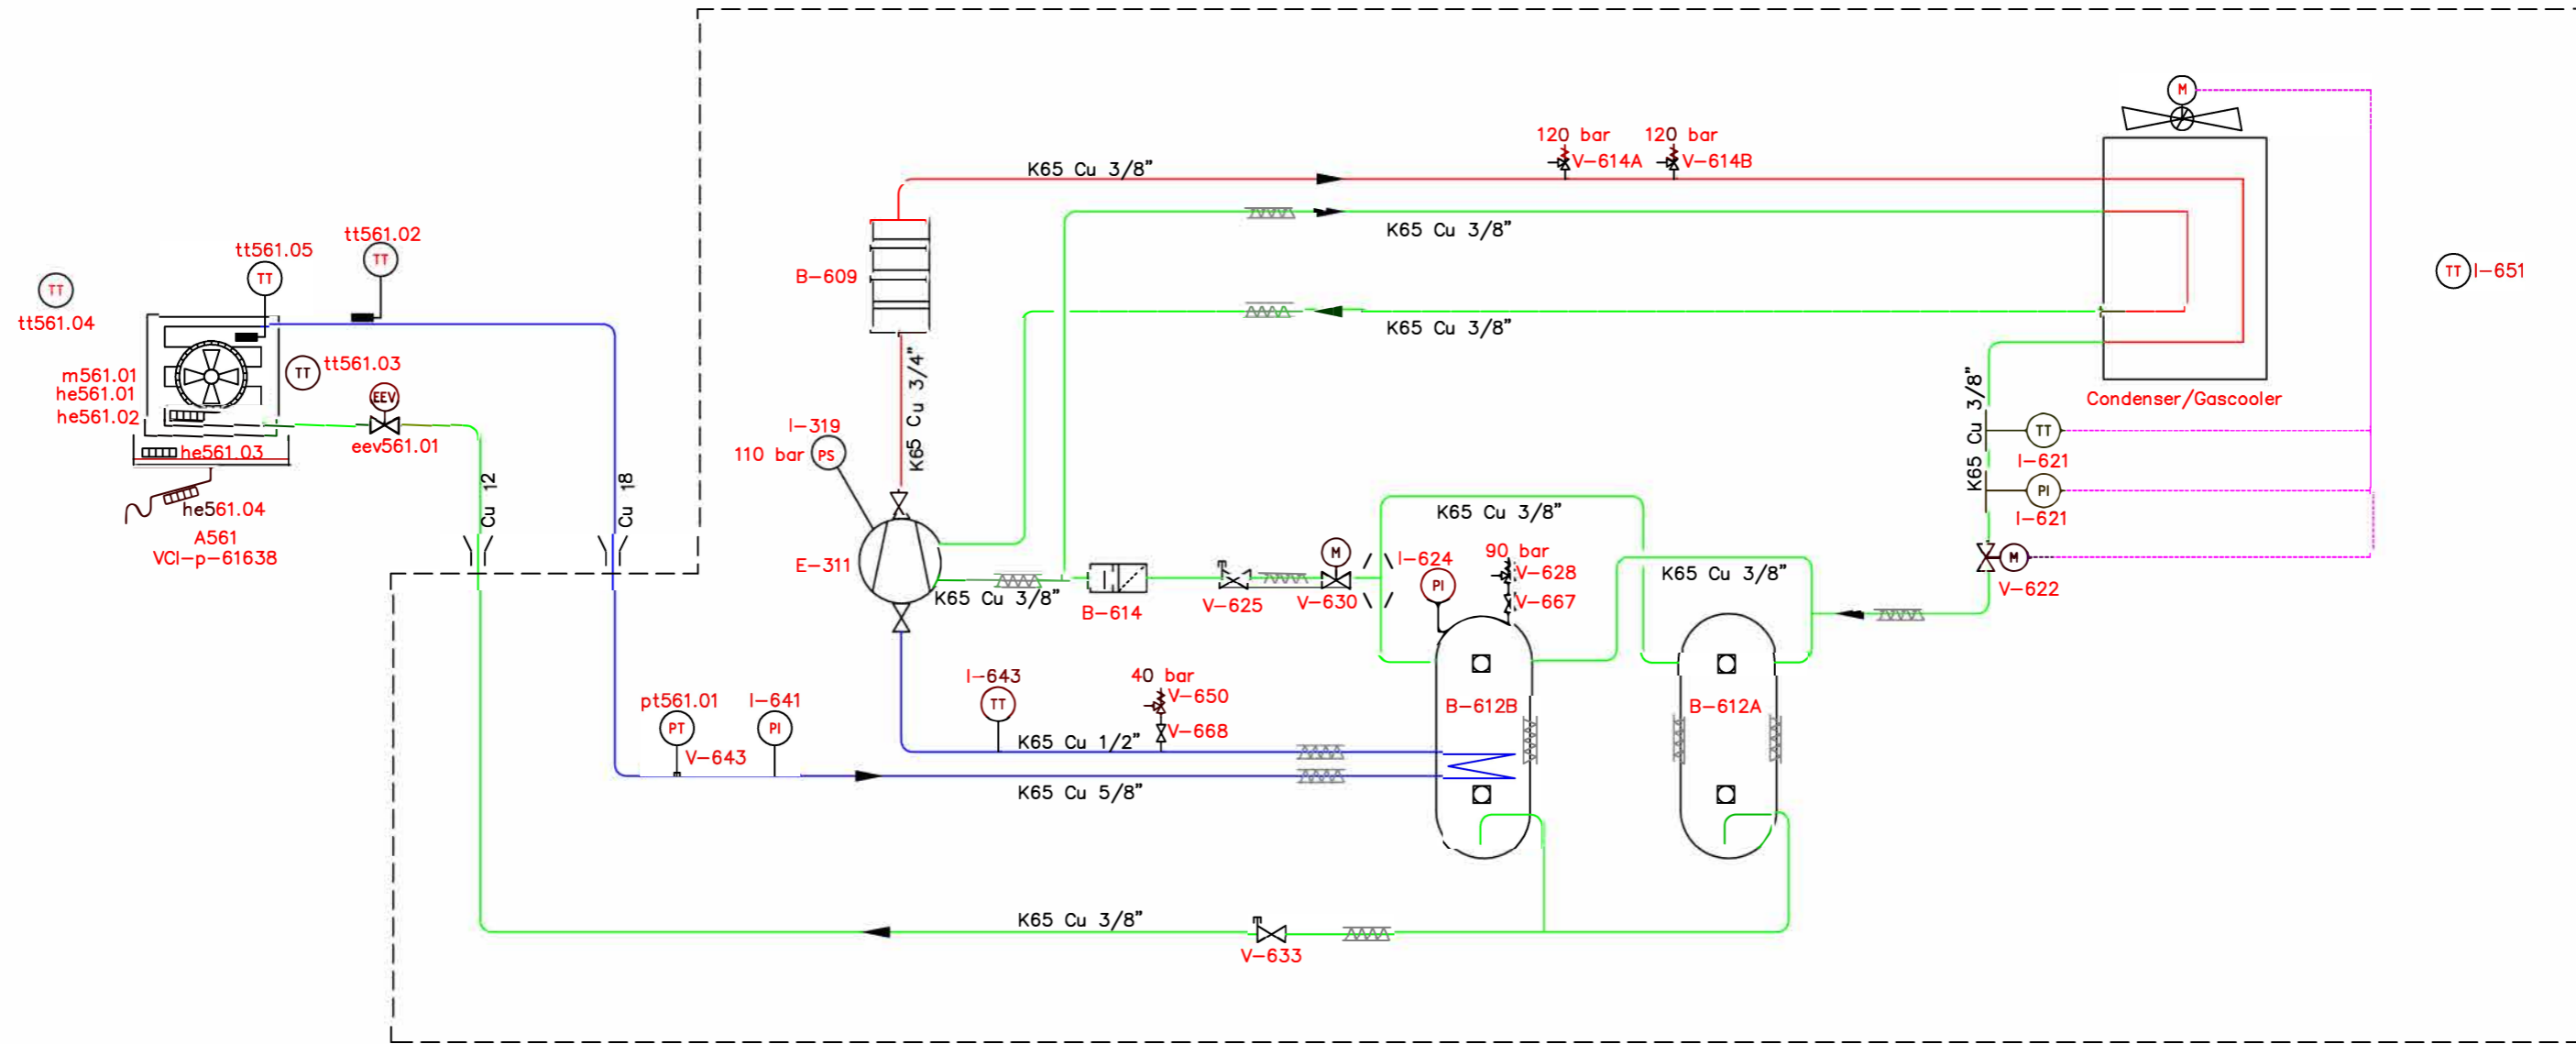 M
120 bar
120 bar
V-614A
V-614B
K65 Cu 3/8"
K65 Cu 3/8"
K65 Cu 3/8"
tt561.02
TT
tt561.05
TT
TT
tt561.04
B-609
TT
I-651
tt561.03
TT
m561.01
he561.01
he561.02
EEV
eev561.01
he561.03
he561.04
A561
VCI-p-61638
Cu 12
Cu 18
K65 Cu 3/4"
I-319
110 bar
PS
E-311
K65 Cu 3/8"
B-614
V-625
M
V-630
I-624
PI
90 bar
V-628
V-667
K65 Cu 3/8"
K65 Cu 3/8"
Condenser/Gascooler
K65 Cu 3/8"
TT
I-621
PI
I-621
M
V-622
pt561.01
PT
V-643
I-641
PI
I-643
TT
40 bar
V-650
V-668
K65 Cu 1/2"
K65 Cu 5/8"
B-612B
B-612A
K65 Cu 3/8"
V-633